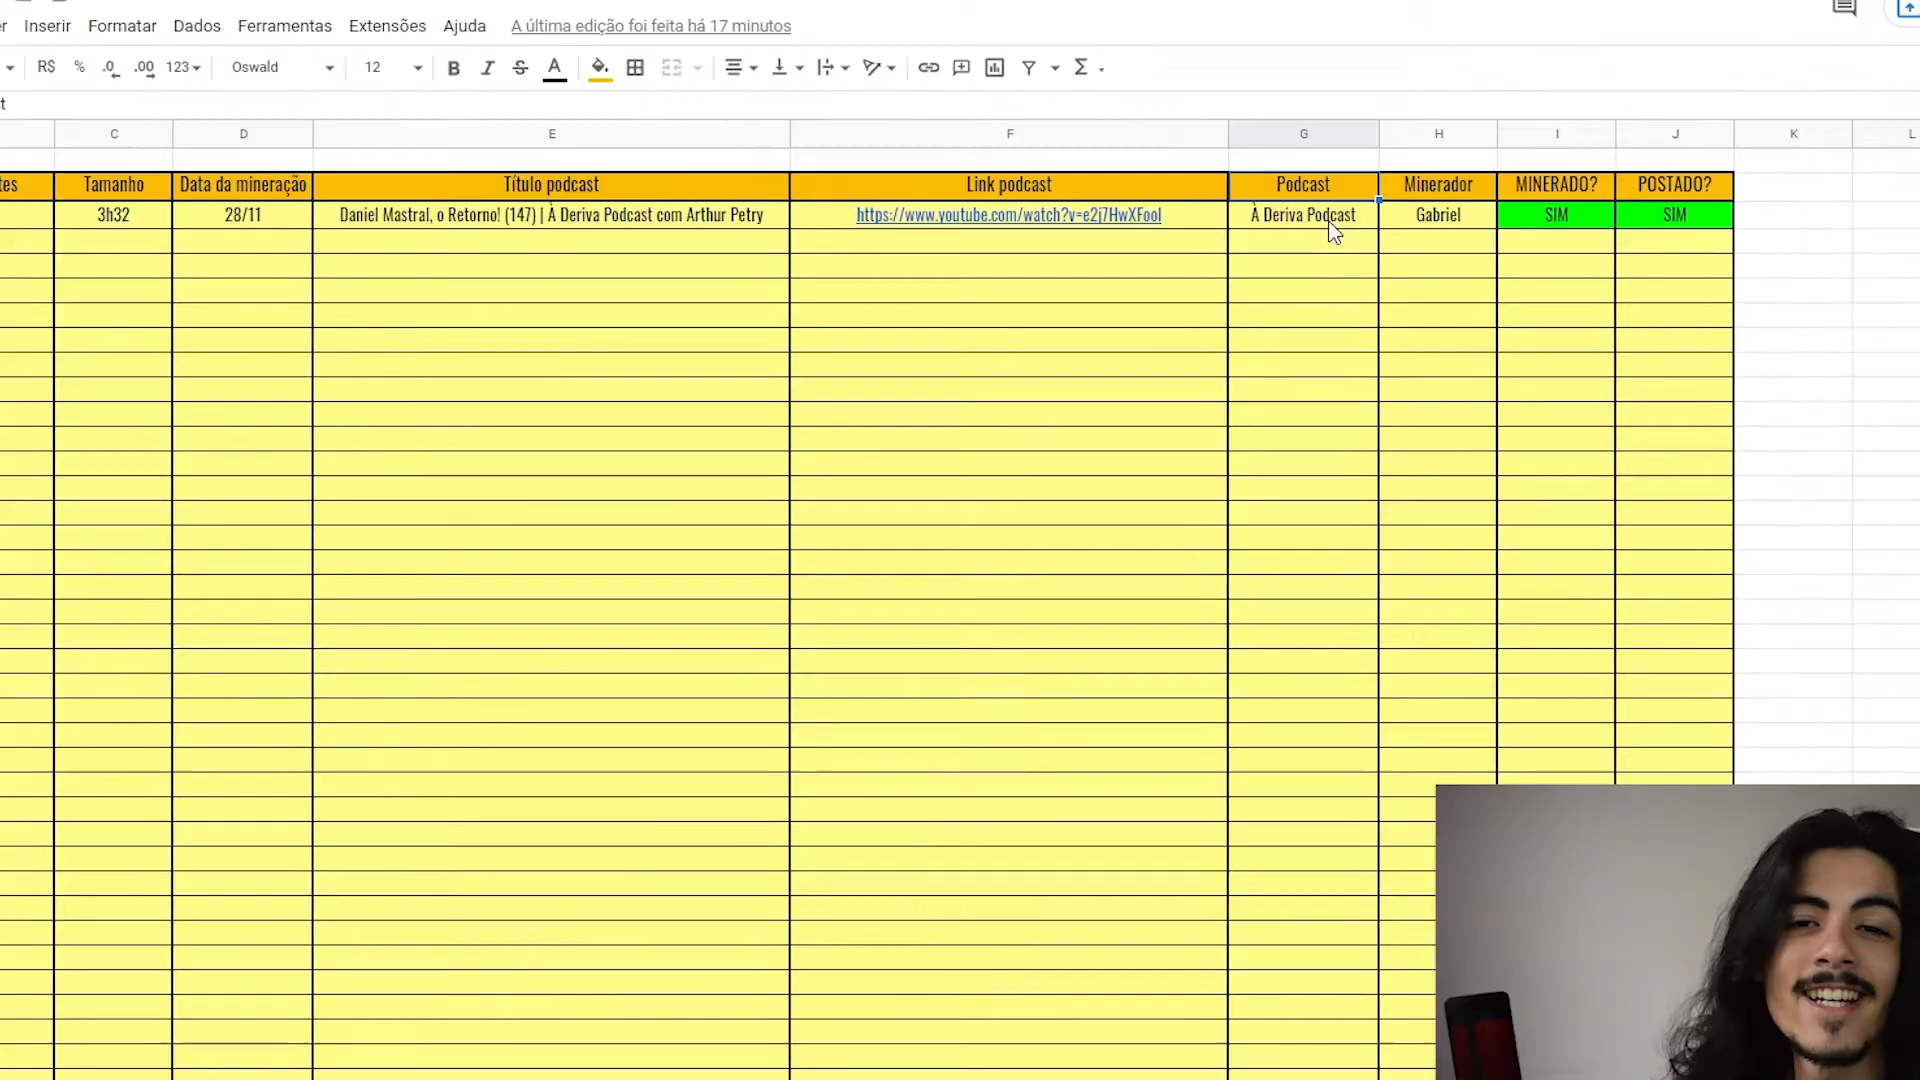 er Inserir Formatar Dados Ferramentas Extensões Ajuda A última edição foi feita há 17 minutos
R$ % .0 .00 123 Oswald 12 B I S A Σ
t
C D E F G H I J K L
tes Tamanho Data da mineração Título podcast Link podcast Podcast Minerador MINERADO? POSTADO?
3h32 28/11 Daniel Mastral, o Retorno! (147) | À Deriva Podcast com Arthur Petry https://www.youtube.com/watch?v=e2j7HwXFooI À Deriva Podcast Gabriel SIM SIM